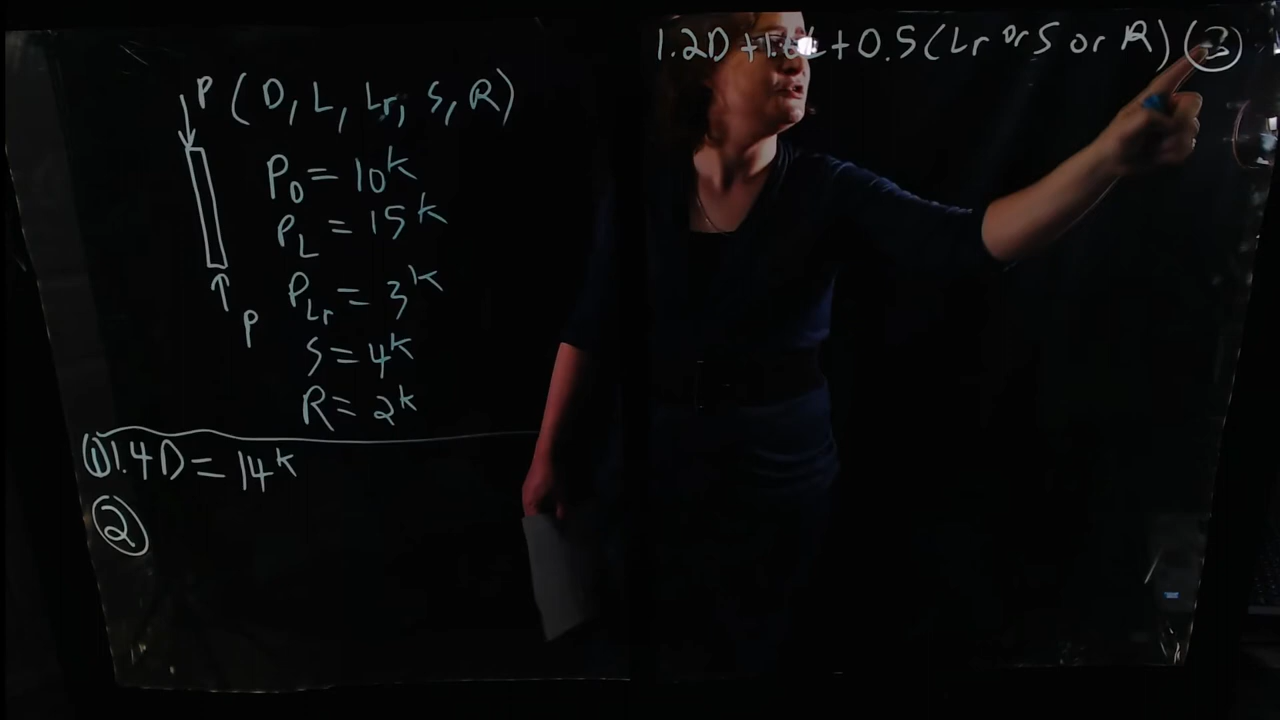 P (D, L, Lr, S, R)
P_D = 10^k
P_L = 15^k
P_Lr = 3^k
S = 4^k
R = 2^k
P
(1) 1.4D = 14^k
②
1.2D + 1.6L + 0.5 (Lr or S or R) ②